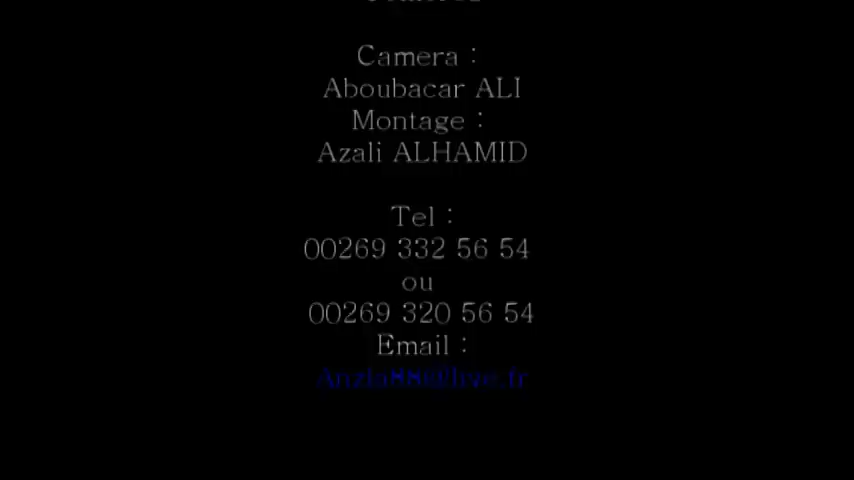 Camera :
Aboubacar ALI
Montage :
Azali ALHAMID
Tel :
00269 332 56 54
ou
00269 320 56 54
Email :